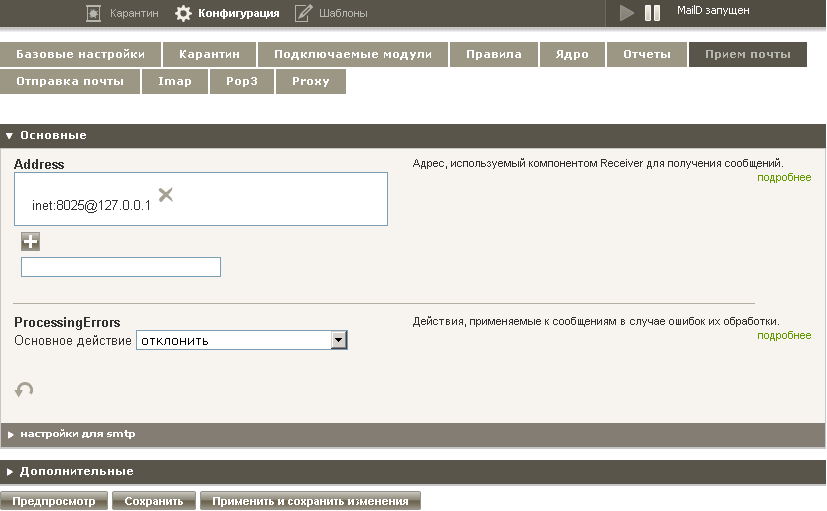 Карантин Конфигурация Шаблоны MailD запущен
Базовые настройки Карантин Подключаемые модули Правила Ядро Отчеты Прием почты
Отправка почты Imap Pop3 Proxy
Основные
Address Адрес, используемый компонентом Receiver для получения сообщений.
подробнее
inet:8025@127.0.0.1
ProcessingErrors Действия, применяемые к сообщениям в случае ошибок их обработки.
подробнее
Основное действие отклонить
настройки для smtp
Дополнительные
Предпросмотр Сохранить Применить и сохранить изменения